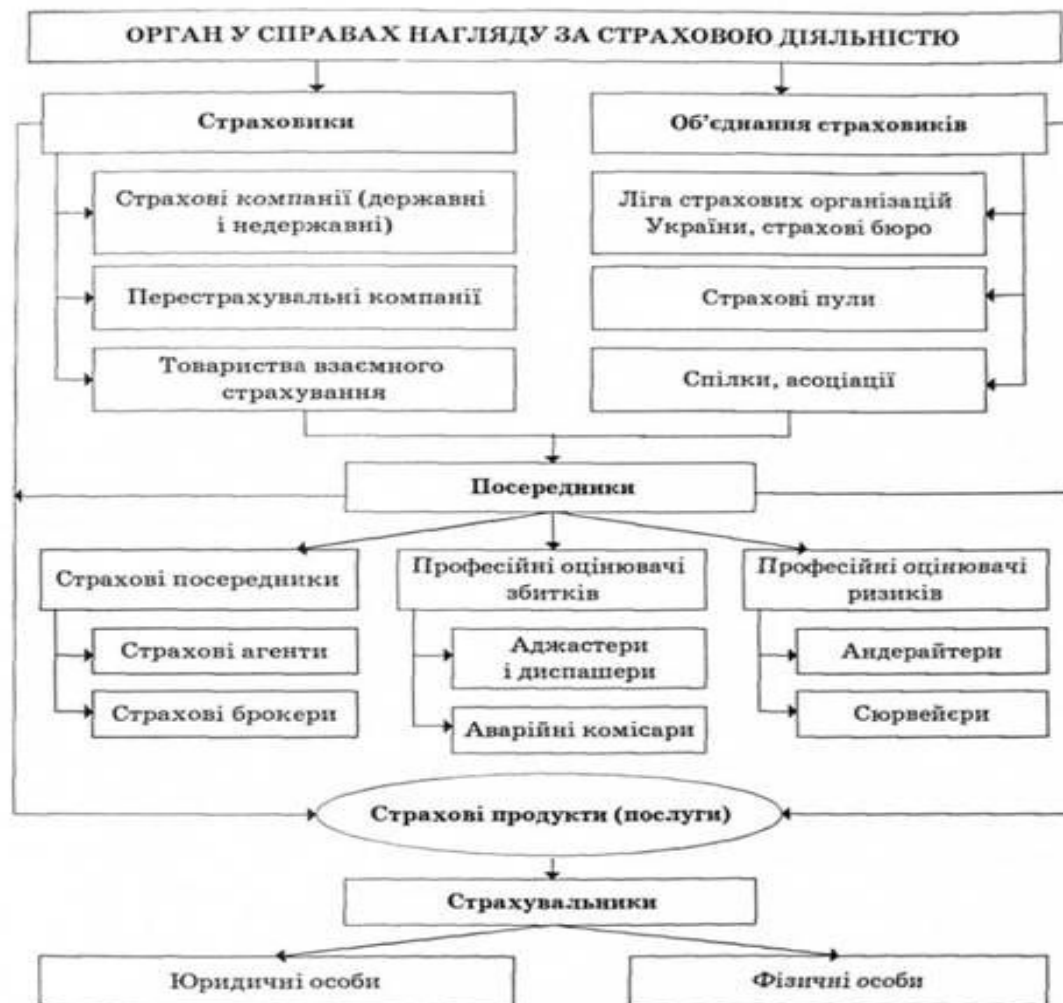 ОРГАН У СПРАВАХ НАГЛЯДУ ЗА СТРАХОВОЮ ДІЯЛЬНІСТЮ
Страховики
Об’єднання страховиків
Страхові компанії (державні
і недержавні)
Ліга страхових організацій
України, страхові бюро
Перестрахувальні компанії
Страхові пули
Товариства взаємного
страхування
Спілки, асоціації
Посередники
Страхові посередники
Професійні оцінювачі
збитків
Професійні оцінювачі
ризиків
Страхові агенти
Аджастери
і диспашери
Андерайтери
Страхові брокери
Аварійні комісари
Сюрвейєри
Страхові продукти (послуги)
Страхувальники
Юридичні особи
Фізичні особи